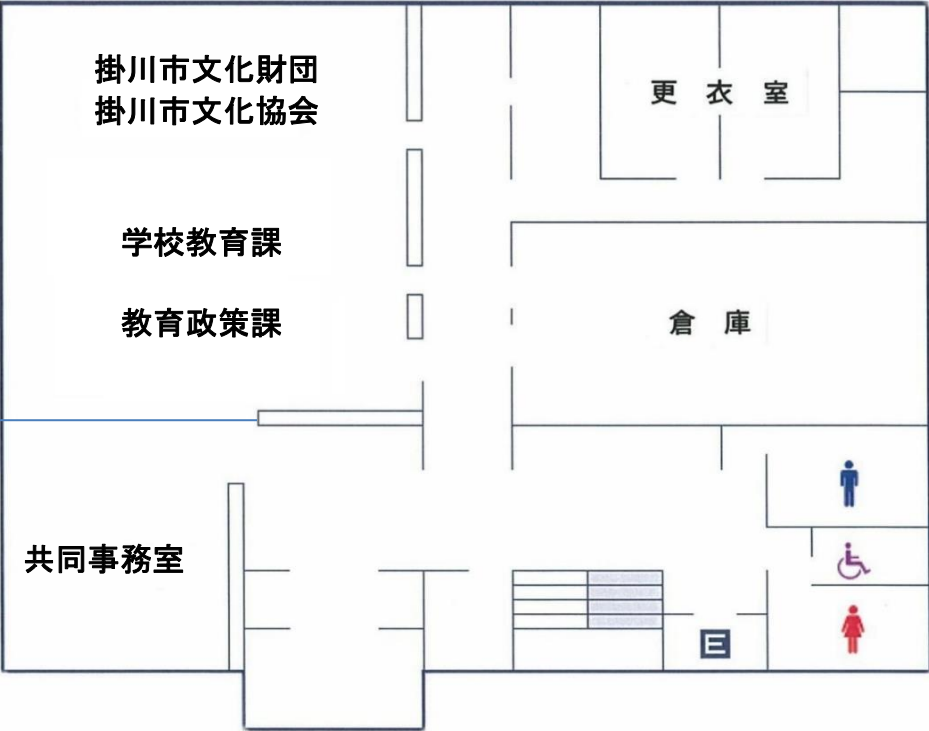 掛川市文化財団
掛川市文化協会
更衣室
学校教育課
教育政策課
倉庫
共同事務室
E